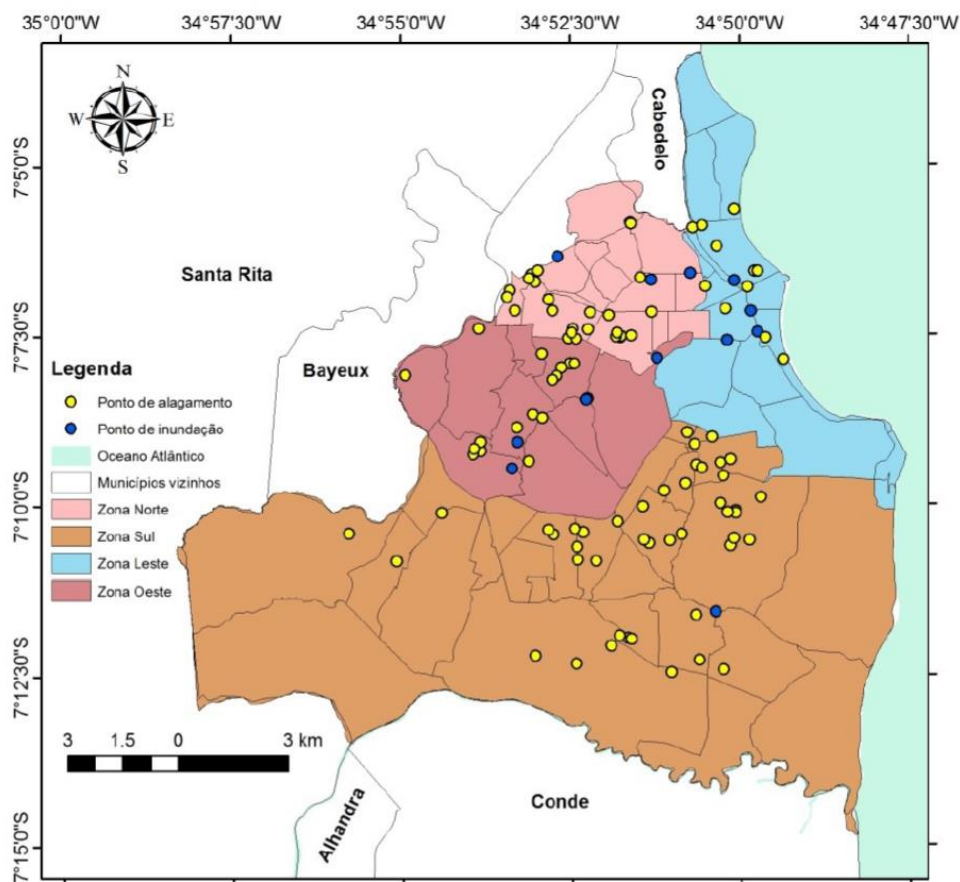 35°0'0"W 34°57'30"W 34°55'0"W 34°52'30"W 34°50'0"W 34°47'30"W
N
W E
S
Cabedelo
7°5'0"S
Santa Rita
7°7'30"S
Bayeux
Legenda
Ponto de alagamento
Ponto de inundação
Oceano Atlântico
Municípios vizinhos
Zona Norte
Zona Sul
Zona Leste
Zona Oeste
7°10'0"S
7°12'30"S
3 1.5 0 3 km
Conde
Alhandra
7°15'0"S